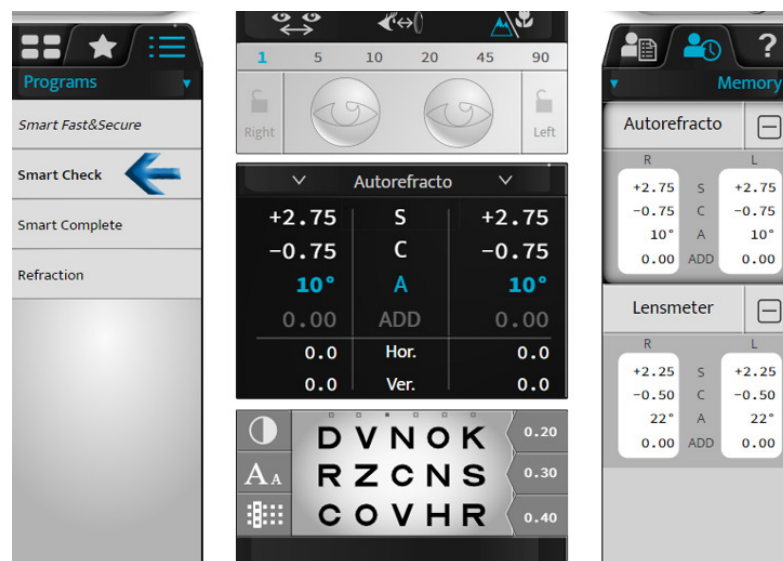 Programs
Smart Fast&Secure
Smart Check
Smart Complete
Refraction
1 5 10 20 45 90
Right Left
Autorefracto
+2.75 S +2.75
-0.75 C -0.75
10° A 10°
0.00 ADD 0.00
0.0 Hor. 0.0
0.0 Ver. 0.0
D V N O K 0.20
AA R Z C N S 0.30
C O V H R 0.40
?
Memory
Autorefracto
R L
+2.75 S +2.75
-0.75 C -0.75
10° A 10°
0.00 ADD 0.00
Lensmeter
R L
+2.25 S +2.25
-0.50 C -0.50
22° A 22°
0.00 ADD 0.00